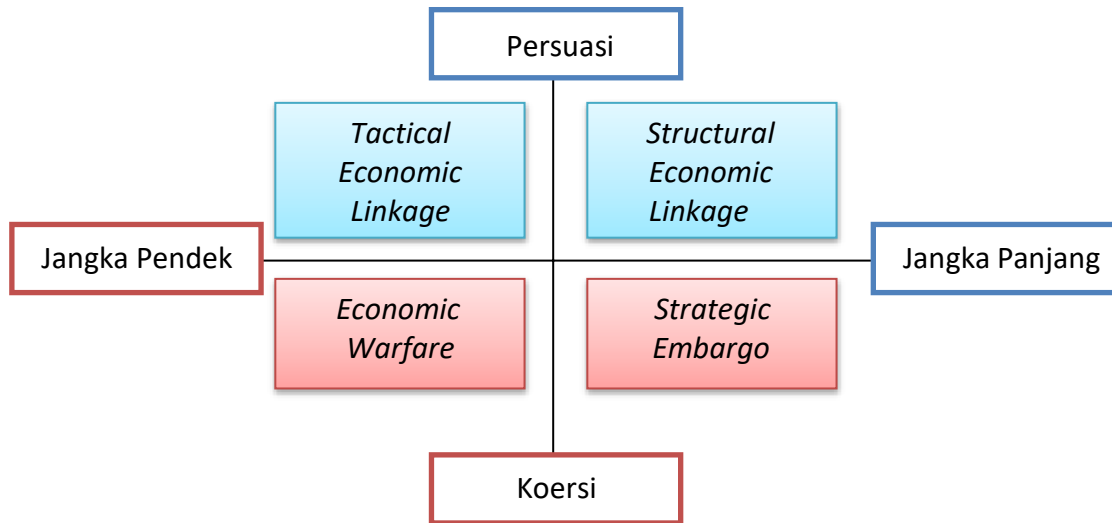 Persuasi
Tactical
Economic
Linkage
Structural
Economic
Linkage
Jangka Pendek
Jangka Panjang
Economic
Warfare
Strategic
Embargo
Koersi